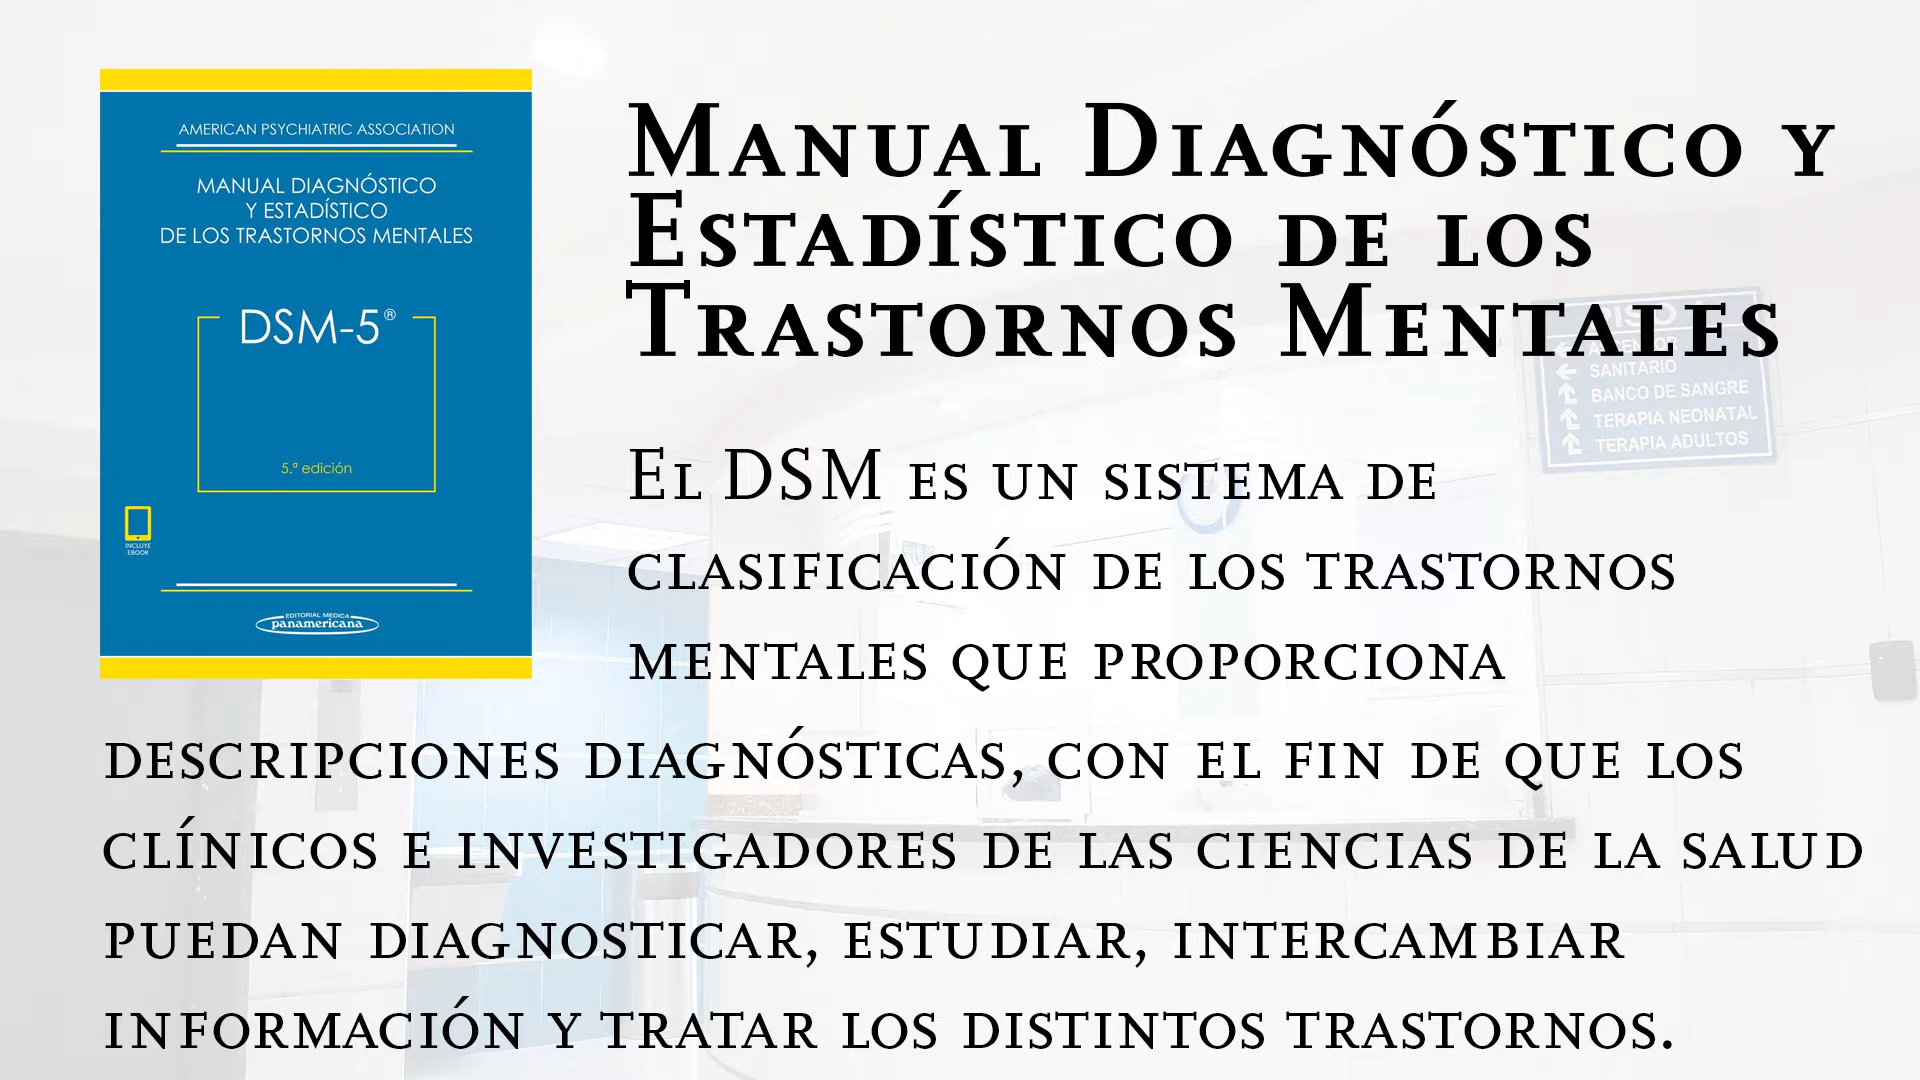 AMERICAN PSYCHIATRIC ASSOCIATION
MANUAL DIAGNÓSTICO
Y ESTADÍSTICO
DE LOS TRASTORNOS MENTALES
DSM-5®
5.ª edición
INCLUYE
EBOOK
EDITORIAL MEDICA
panamericana
Manual Diagnóstico y
Estadístico de los
Trastornos Mentales
El DSM es un sistema de
clasificación de los trastornos
mentales que proporciona
descripciones diagnósticas, con el fin de que los
clínicos e investigadores de las ciencias de la salud
puedan diagnosticar, estudiar, intercambiar
información y tratar los distintos trastornos.
PISO
SANITARIO
BANCO DE SANGRE
TERAPIA NEONATAL
TERAPIA ADULTOS